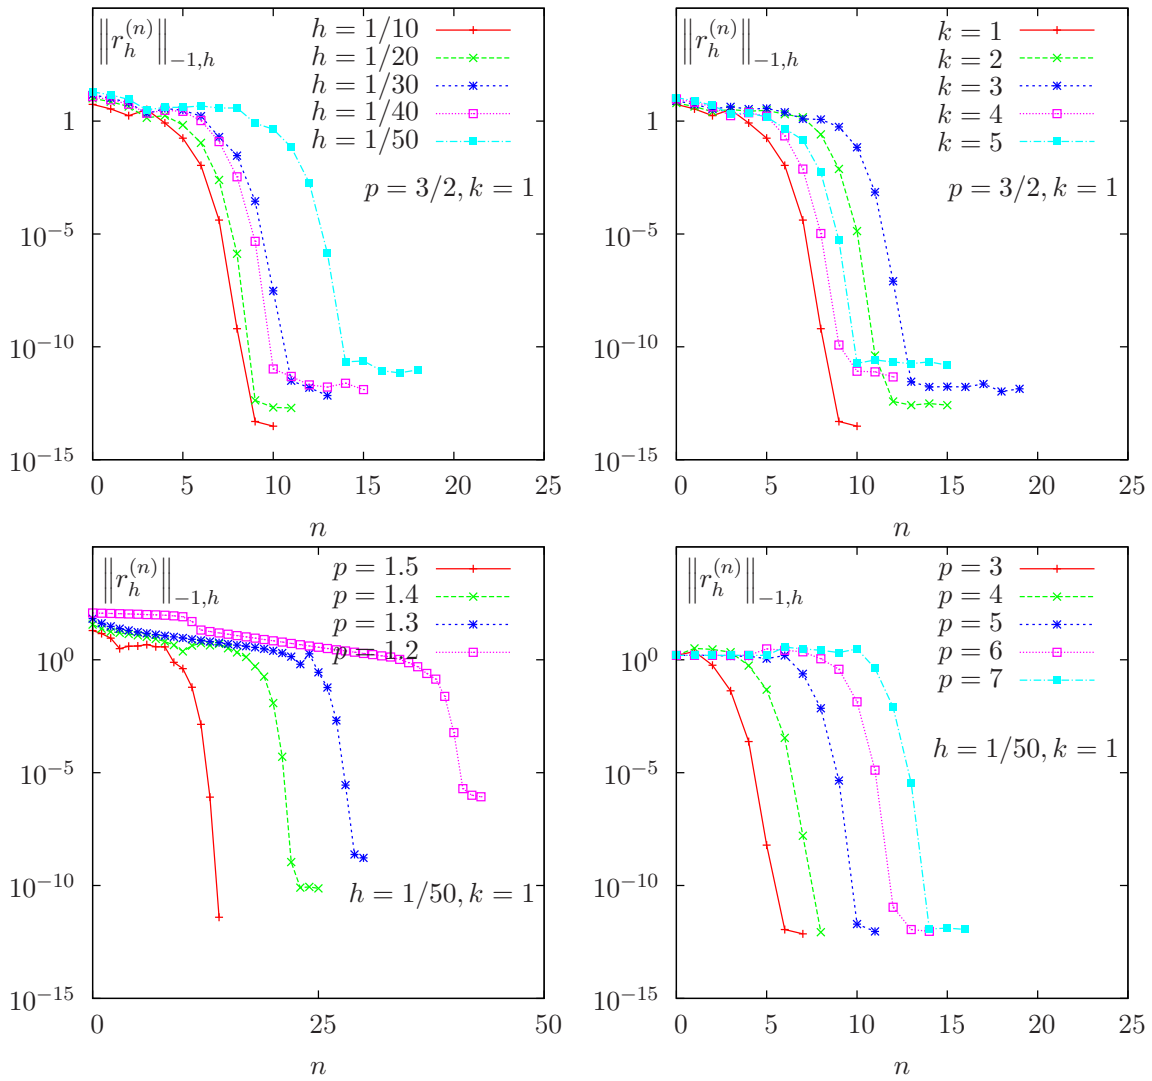 ‖r_h^{(n)}‖_{-1,h}
h = 1/10
h = 1/20
h = 1/30
h = 1/40
h = 1/50
p = 3/2, k = 1
1
10^{-5}
10^{-10}
10^{-15}
0 5 10 15 20 25
n
‖r_h^{(n)}‖_{-1,h}
k = 1
k = 2
k = 3
k = 4
k = 5
p = 3/2, k = 1
1
10^{-5}
10^{-10}
10^{-15}
0 5 10 15 20 25
n
‖r_h^{(n)}‖_{-1,h}
p = 1.5
p = 1.4
p = 1.3
p = 1.2
h = 1/50, k = 1
10^0
10^{-5}
10^{-10}
10^{-15}
0 25 50
n
‖r_h^{(n)}‖_{-1,h}
p = 3
p = 4
p = 5
p = 6
p = 7
h = 1/50, k = 1
10^0
10^{-5}
10^{-10}
10^{-15}
0 5 10 15 20 25
n